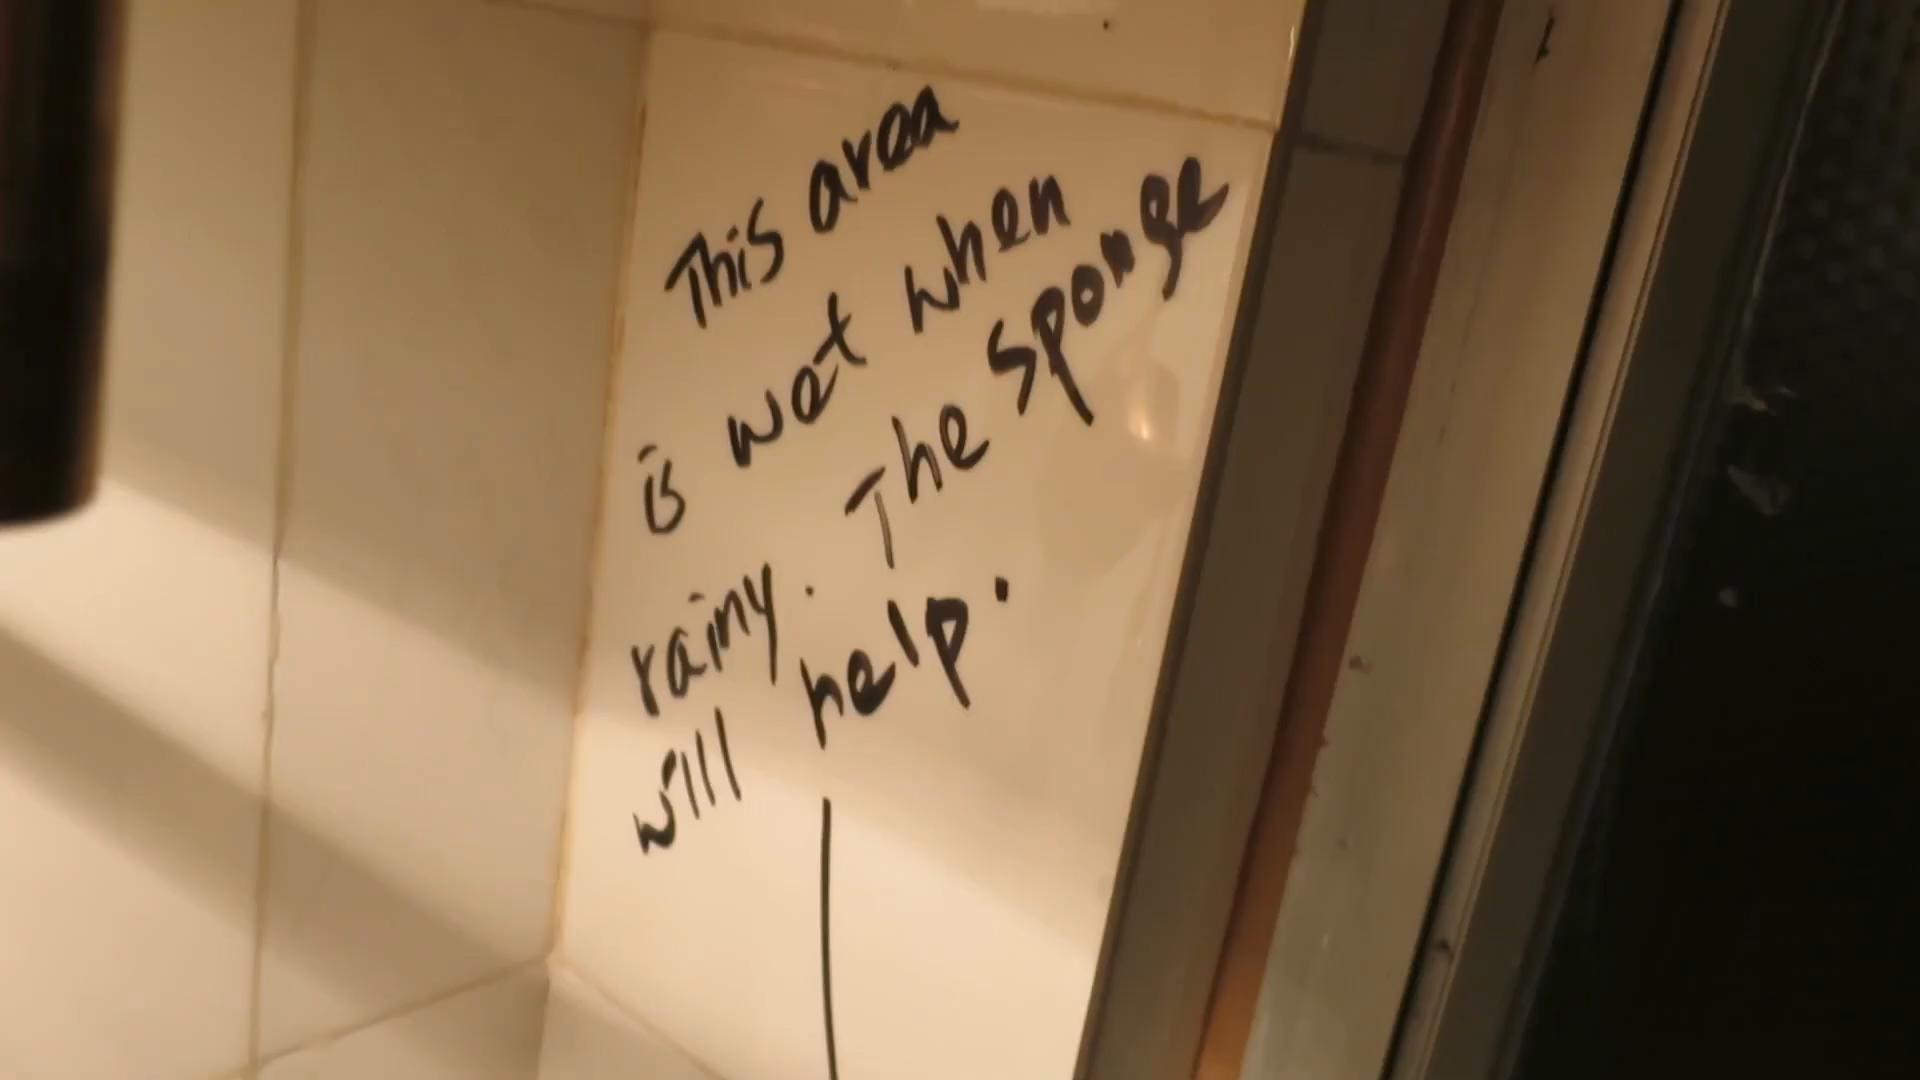 This area
is wet when
rainy. The sponge
will help.